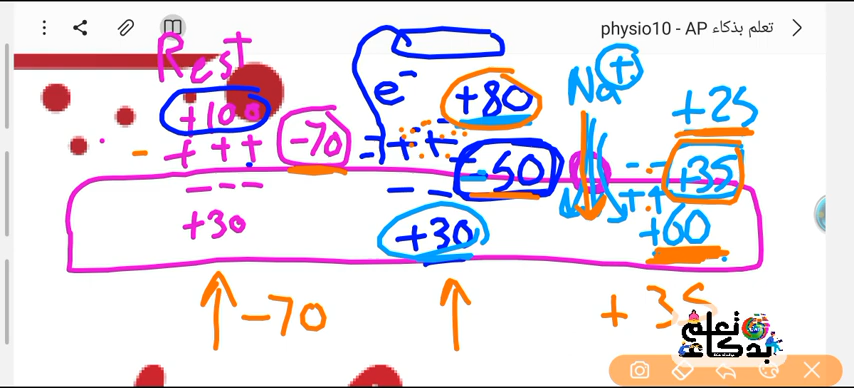 physio10 - AP تعلم بذكاء
Rest
e⁻
Na⁺
+100
+80
+25
+ + +
-70
- + +
-50
- -
+35
- - -
- -
+ +
+30
+30
+60
-70
+ 35
تعلم
بذكاء